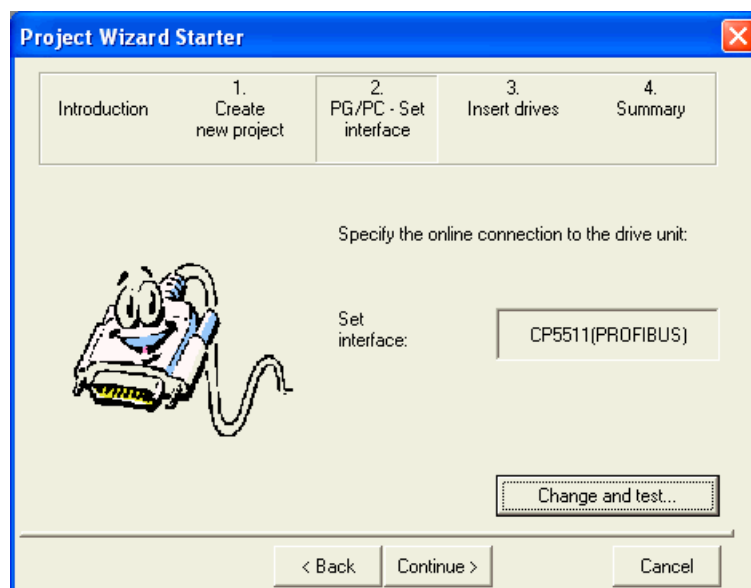 Project Wizard Starter
Introduction
1.
Create
new project
2.
PG/PC - Set
interface
3.
Insert drives
4.
Summary
Specify the online connection to the drive unit:
Set
interface:
CP5511(PROFIBUS)
Change and test...
< Back
Continue >
Cancel